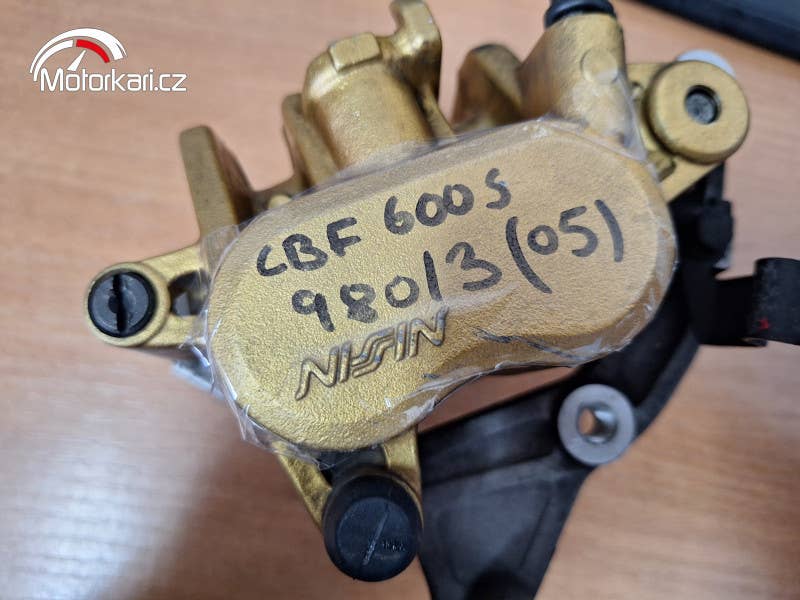 Motorkari.cz
CBF 600S
98013 (05)
NISSIN